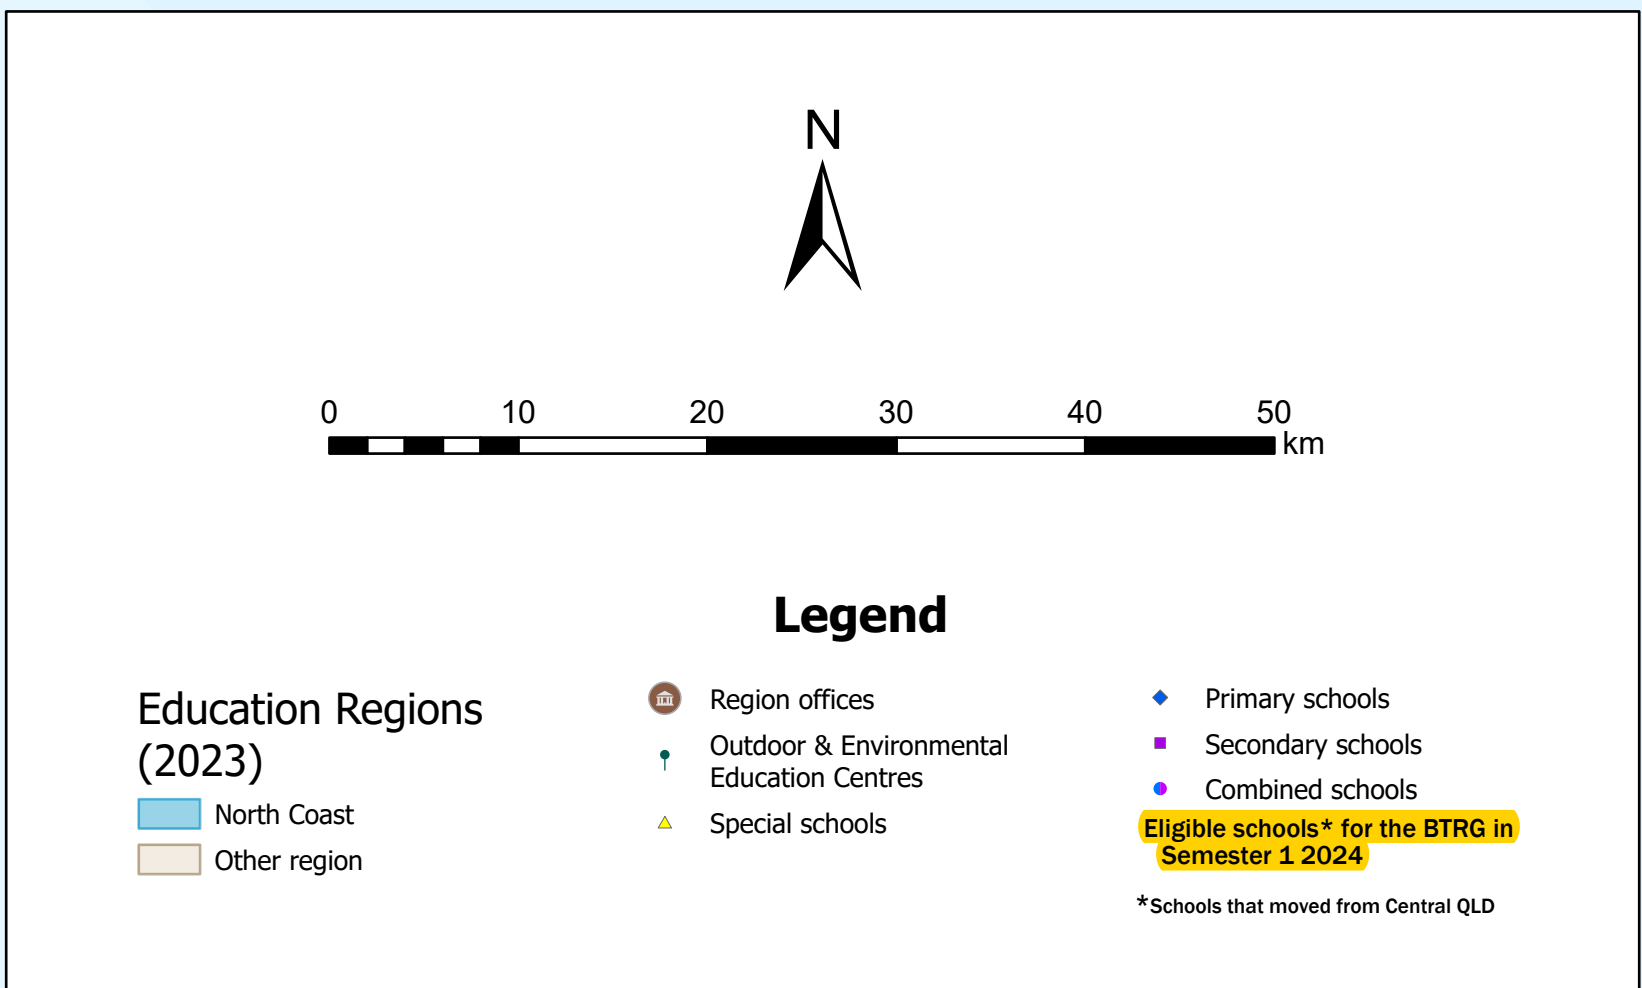 N
0 10 20 30 40 50
km
Legend
Education Regions
(2023)
North Coast
Other region
Region offices
Outdoor & Environmental
Education Centres
Special schools
Primary schools
Secondary schools
Combined schools
Eligible schools* for the BTRG in
Semester 1 2024
*Schools that moved from Central QLD